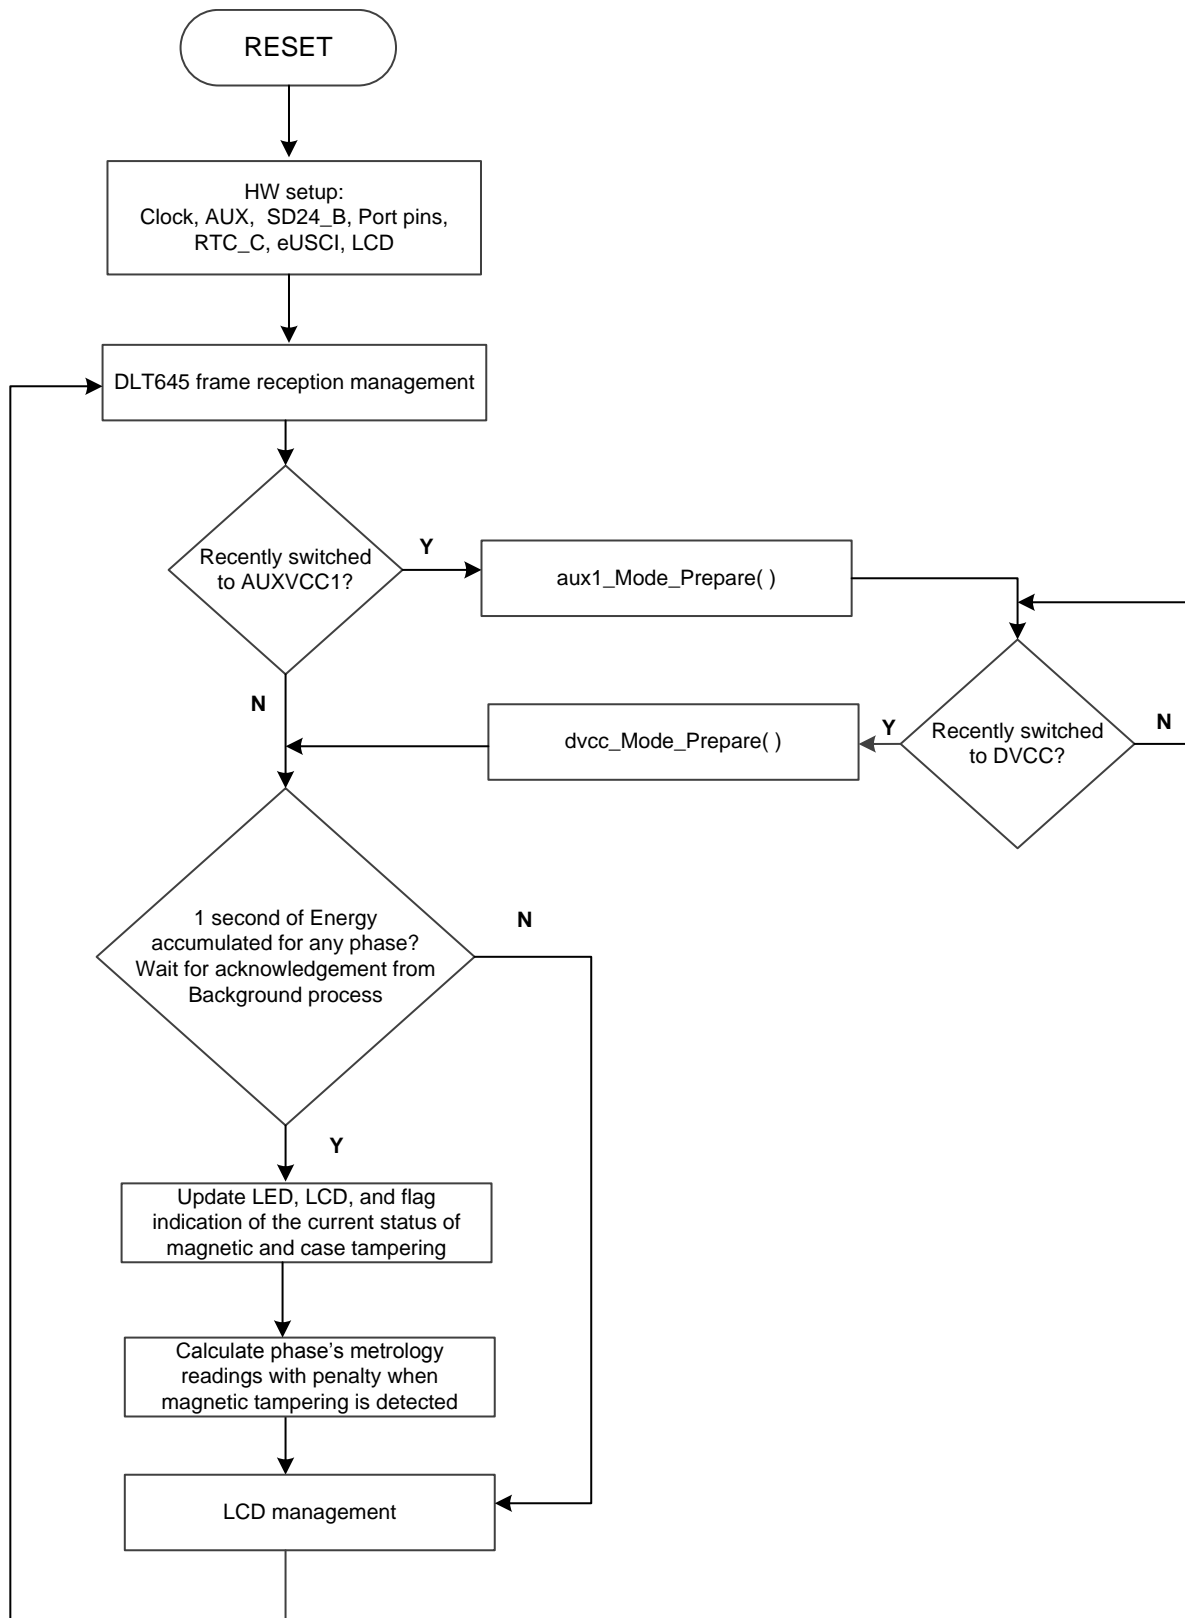 RESET
HW setup:
Clock, AUX,  SD24_B, Port pins,
RTC_C, eUSCI, LCD
DLT645 frame reception management
Recently switched
to AUXVCC1?
Y
aux1_Mode_Prepare( )
N
dvcc_Mode_Prepare( )
Y
Recently switched
to DVCC?
N
1 second of Energy
accumulated for any phase?
Wait for acknowledgement from
Background process
N
Y
Update LED, LCD, and flag
indication of the current status of
magnetic and case tampering
Calculate phase's metrology
readings with penalty when
magnetic tampering is detected
LCD management